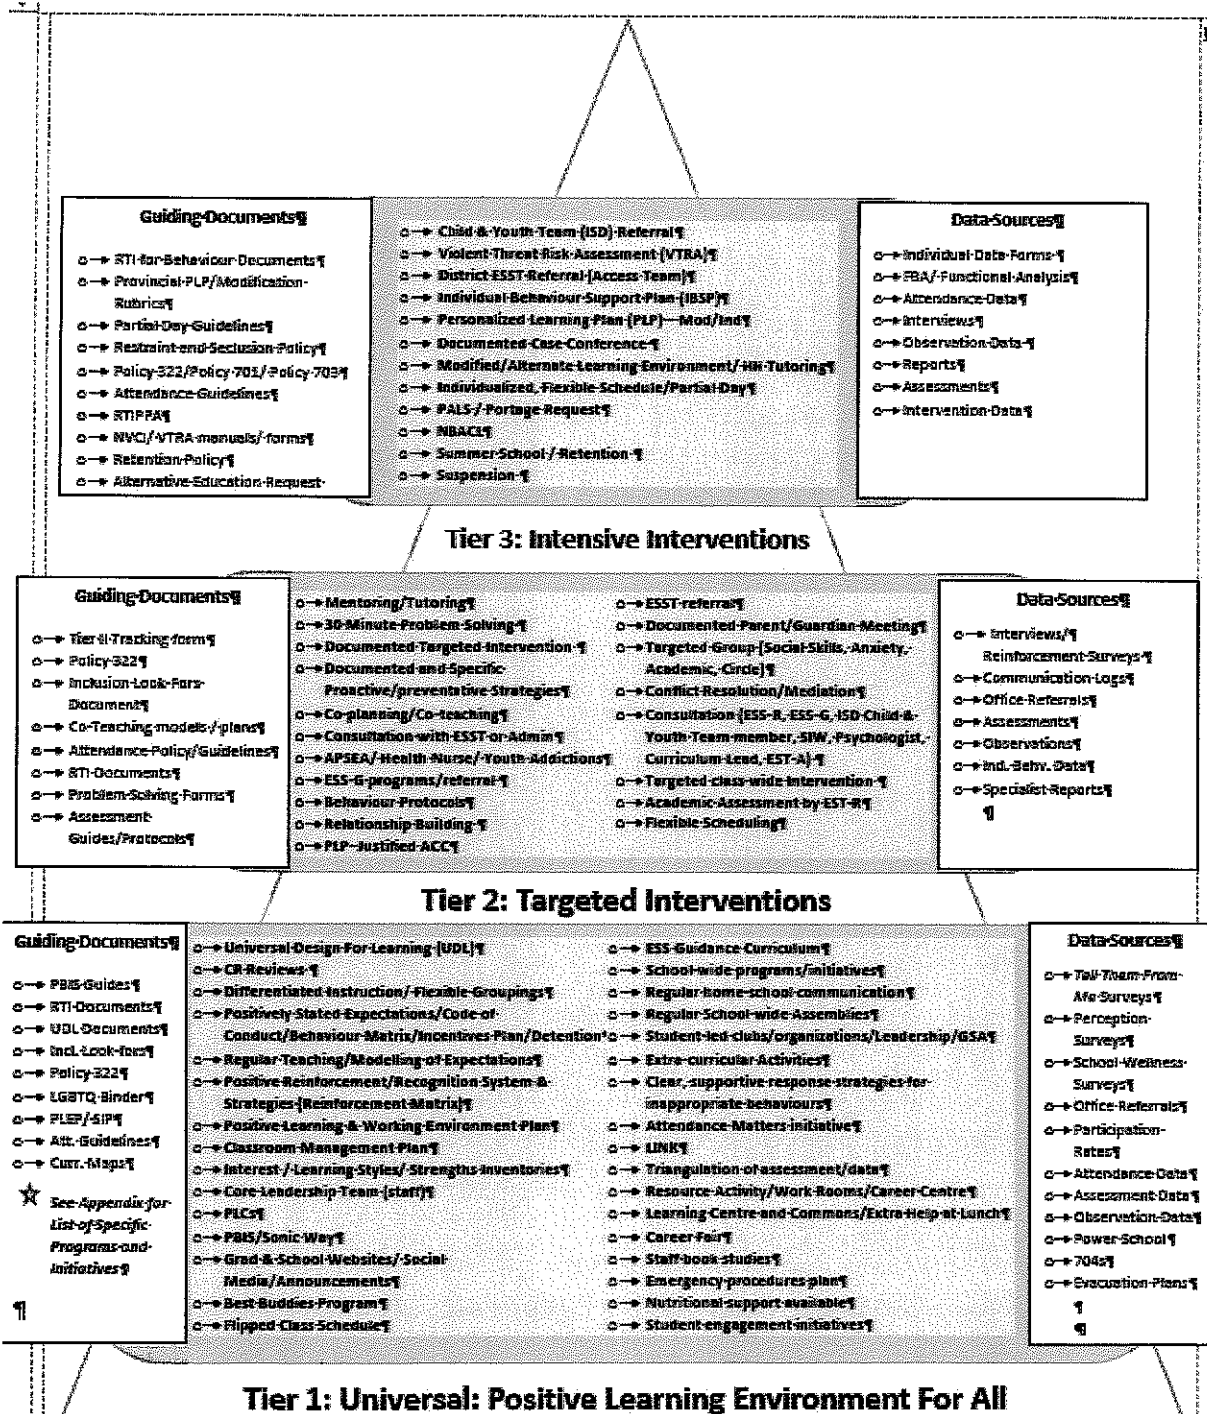 Guiding Documents¶
RTI for Behaviour Documents¶
Provincial PLP/Modification
Rubrics¶
Partial Day Guidelines¶
Restraint and Seclusion Policy¶
Policy 322/Policy 701/ Policy 703¶
Attendance Guidelines¶
RTIPFA¶
NVCI/ VTRA manuals/ forms¶
Retention Policy¶
Alternative Education Request
Child & Youth Team (ISD) Referral¶
Violent Threat Risk Assessment (VTRA)¶
District ESST Referral (Access Team)¶
Individual Behaviour Support Plan (IBSP)¶
Personalized Learning Plan (PLP)—Mod/Ind¶
Documented Case Conference ¶
Modified/Alternate Learning Environment/ HH Tutoring¶
Individualized, Flexible Schedule/Partial Day¶
PALS / Portage Request¶
NBACL¶
Summer School / Retention ¶
Suspension ¶
Data Sources¶
Individual Data Forms ¶
FBA/ Functional Analysis¶
Attendance Data¶
Interviews¶
Observation Data ¶
Reports¶
Assessments¶
Intervention Data¶
Tier 3: Intensive Interventions
Guiding Documents¶
Tier II Tracking form¶
Policy 322¶
Inclusion Look Fors
Document¶
Co-Teaching models / plans¶
Attendance Policy/Guidelines¶
RTI Documents¶
Problem Solving Forms¶
Assessment
Guides/Protocols¶
Mentoring/Tutoring¶
30 Minute Problem Solving ¶
Documented Targeted Intervention ¶
Documented and Specific
Proactive/preventative Strategies¶
Co-planning/Co-teaching¶
Consultation with ESST or Admin¶
APSEA/ Health Nurse/ Youth Addictions¶
ESS-G programs/referral ¶
Behaviour Protocols¶
Relationship Building ¶
PLP–Justified ACC¶
ESST referral¶
Documented Parent/Guardian Meeting¶
Targeted Group (Social Skills, Anxiety,
Academic, Circle)¶
Conflict Resolution/Mediation¶
Consultation (ESS-R, ESS-G, ISD Child &
Youth Team member, SIW, Psychologist,
Curriculum Lead, EST-A) ¶
Targeted class-wide intervention ¶
Academic Assessment by EST-R¶
Flexible Scheduling¶
Data Sources¶
Interviews/¶
Reinforcement Surveys ¶
Communication Logs¶
Office Referrals¶
Assessments¶
Observations¶
Ind. Behv. Data¶
Specialist Reports¶
¶
Tier 2: Targeted Interventions
Guiding Documents¶
PBIS Guides¶
RTI Documents¶
UDL Documents¶
Incl. Look fors¶
Policy 322¶
LGBTQ Binder¶
PLEP/ SIP¶
Att. Guidelines¶
Curr. Maps¶
See Appendix for
List of Specific
Programs and
Initiatives¶
¶
Universal Design For Learning (UDL)¶
CR Reviews ¶
Differentiated Instruction/ Flexible Groupings¶
Positively Stated Expectations/Code of
Conduct/Behaviour Matrix/Incentives Plan/Detention
Regular Teaching/Modelling of Expectations¶
Positive Reinforcement/Recognition System &
Strategies (Reinforcement Matrix)¶
Positive Learning & Working Environment Plan¶
Classroom Management Plan¶
Interest / Learning Styles/ Strengths Inventories¶
Core Leadership Team (staff)¶
PLCs¶
PBIS/Sonic Way¶
Grad & School Websites/ Social
Media/Announcements¶
Best Buddies Program¶
Flipped Class Schedule¶
ESS Guidance Curriculum¶
School-wide programs/initiatives¶
Regular home-school communication¶
Regular School-wide Assemblies¶
Student-led clubs/organizations/Leadership/GSA¶
Extra-curricular Activities¶
Clear, supportive response strategies for
inappropriate behaviours¶
Attendance Matters initiative¶
LINK¶
Triangulation of assessment/data¶
Resource Activity/Work Rooms/Career Centre¶
Learning Centre and Commons/Extra Help at Lunch¶
Career Fair¶
Staff book studies¶
Emergency procedures plan¶
Nutritional support available¶
Student engagement initiatives¶
Data Sources¶
Tell Them From
Me Surveys ¶
Perception
Surveys¶
School Wellness
Surveys¶
Office Referrals¶
Participation
Rates¶
Attendance Data¶
Assessment Data¶
Observation Data¶
Power School¶
704s¶
Evacuation Plans¶
¶
¶
Tier 1: Universal: Positive Learning Environment For All